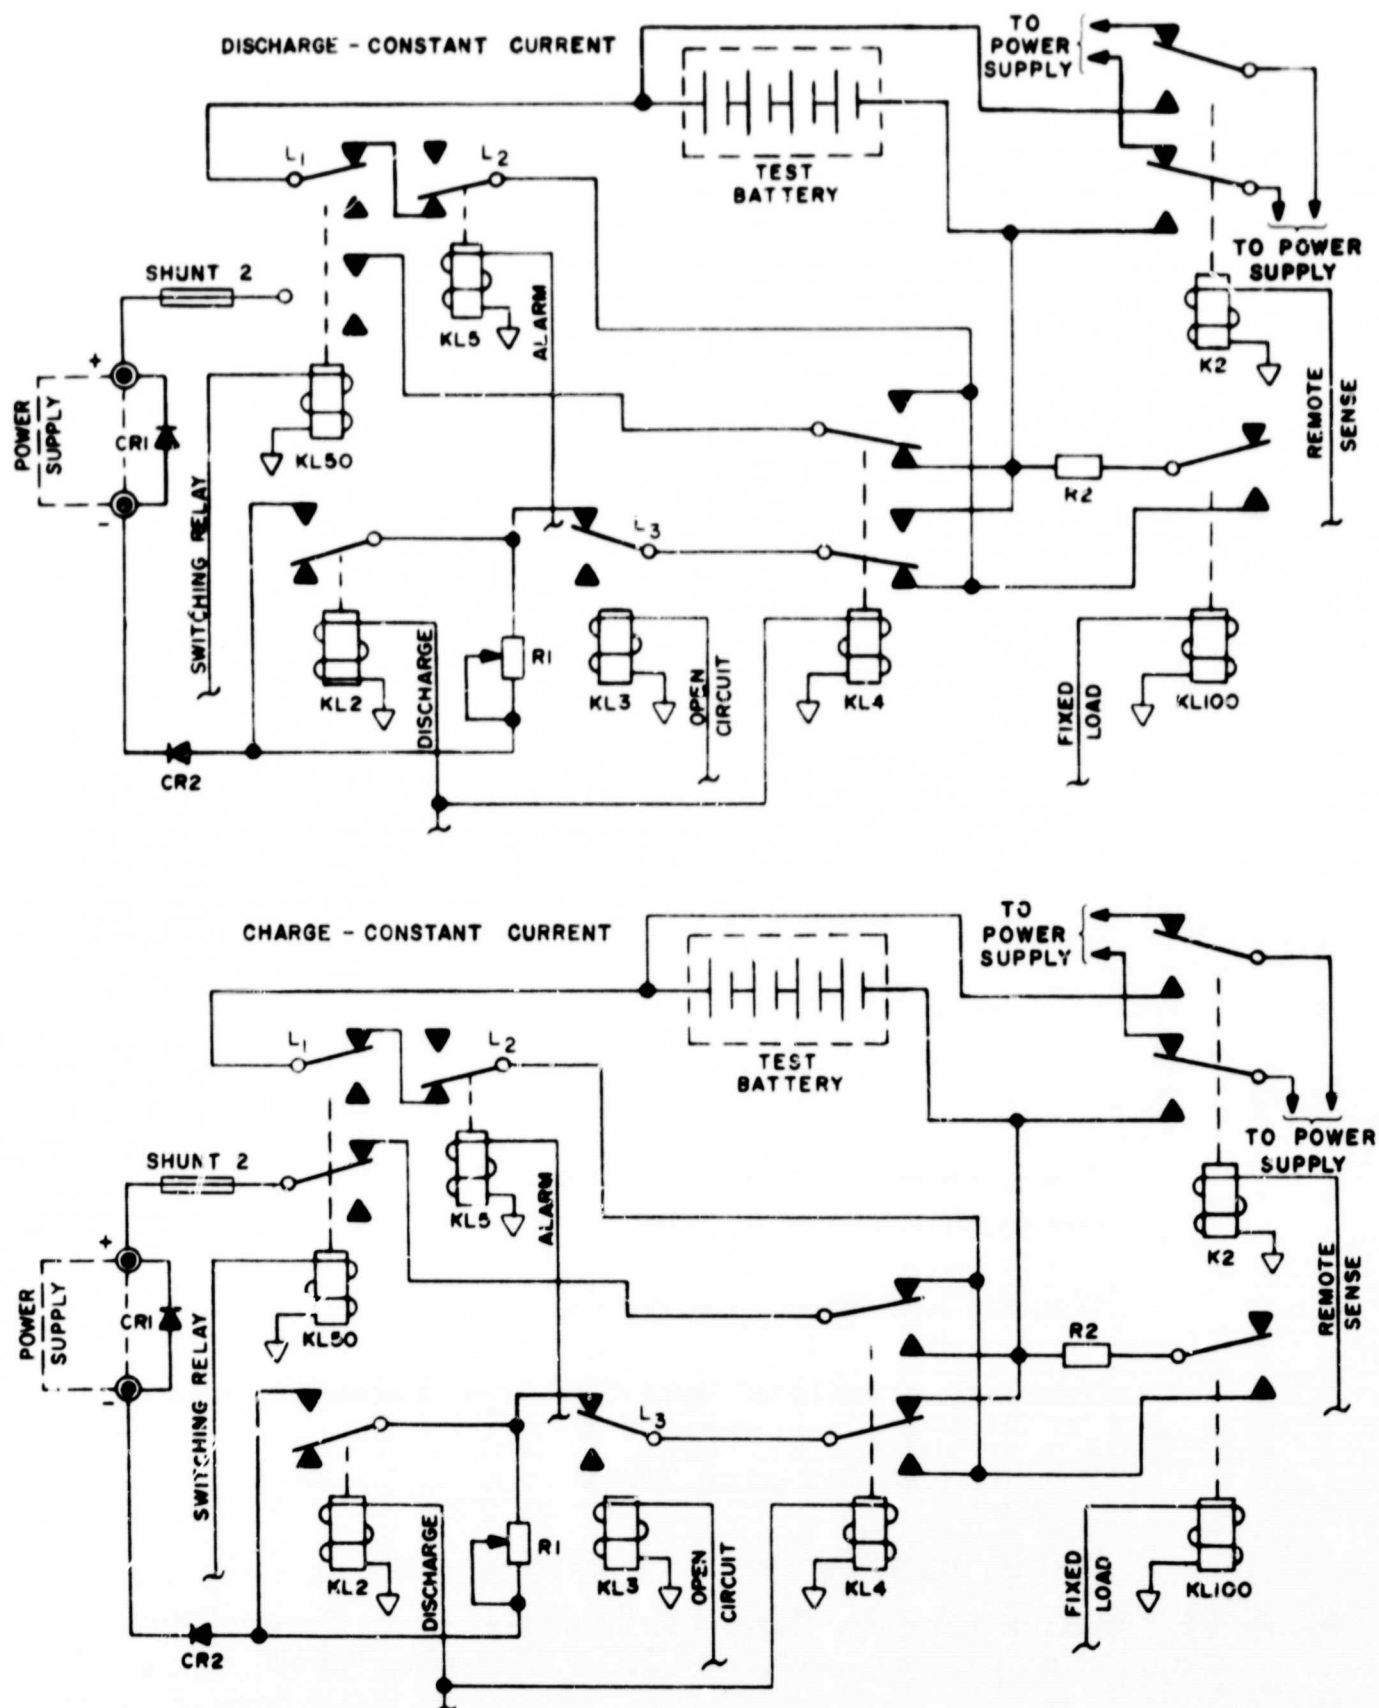 DISCHARGE - CONSTANT CURRENT
TO
POWER
SUPPLY
L1
L2
TEST
BATTERY
TO POWER
SUPPLY
SHUNT 2
KL5
ALARM
K2
REMOTE
SENSE
+
POWER
SUPPLY
CR1
-
KL50
SWITCHING RELAY
R2
L3
KL2
DISCHARGE
R1
KL3
OPEN
CIRCUIT
KL4
FIXED
LOAD
KL100
CR2
CHARGE - CONSTANT CURRENT
TO
POWER
SUPPLY
L1
L2
TEST
BATTERY
TO POWER
SUPPLY
SHUNT 2
KL5
ALARM
K2
REMOTE
SENSE
+
POWER
SUPPLY
CR1
-
KL50
SWITCHING RELAY
R2
L3
KL2
DISCHARGE
R1
KL3
OPEN
CIRCUIT
KL4
FIXED
LOAD
KL100
CR2